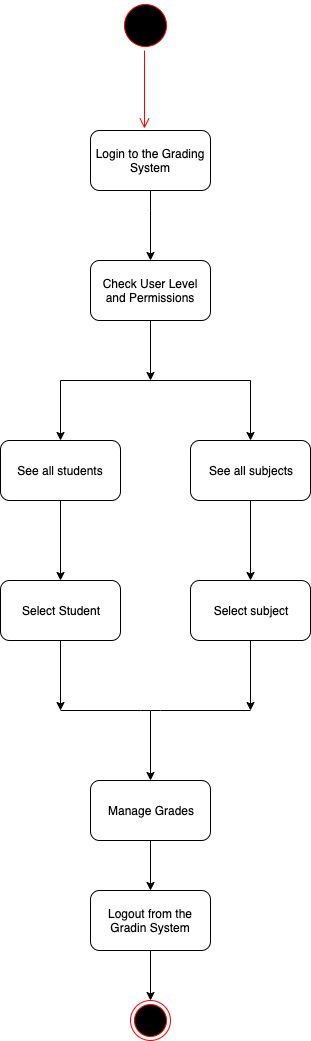 Login to the Grading
System
Check User Level
and Permissions
See all students
See all subjects
Select Student
Select subject
Manage Grades
Logout from the
Gradin System